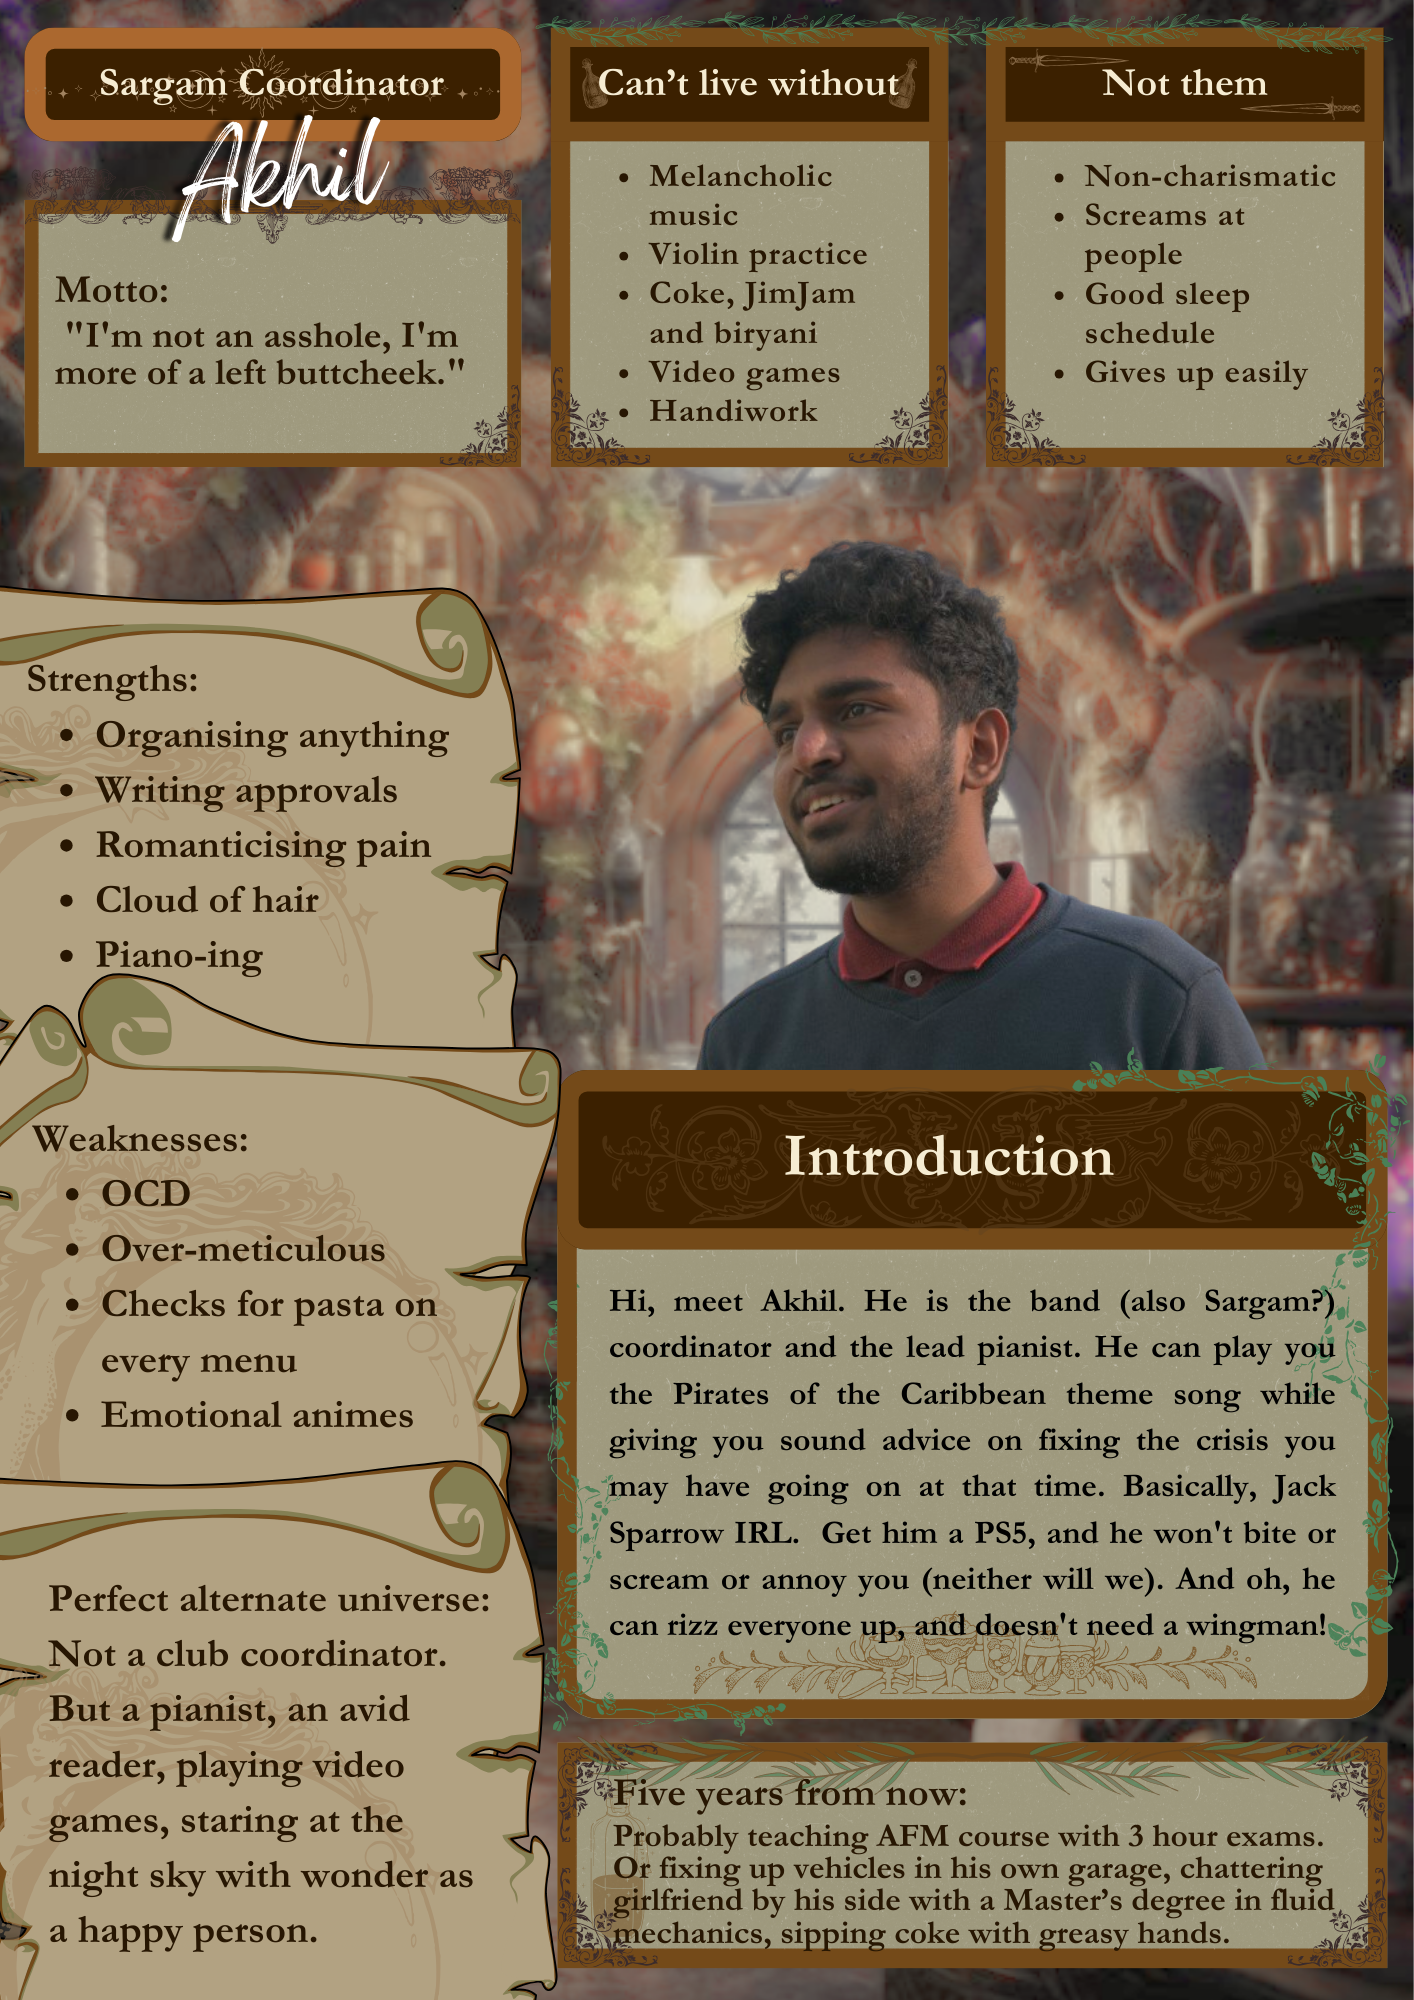 Sargam Coordinator
Akhil
Motto:
"I'm not an asshole, I'm
more of a left buttcheek."
Can't live without
• Melancholic
music
• Violin practice
• Coke, JimJam
and biryani
• Video games
• Handiwork
Not them
• Non-charismatic
• Screams at
people
• Good sleep
schedule
• Gives up easily
Strengths:
• Organising anything
• Writing approvals
• Romanticising pain
• Cloud of hair
• Piano-ing
Weaknesses:
• OCD
• Over-meticulous
• Checks for pasta on
every menu
• Emotional animes
Perfect alternate universe:
Not a club coordinator.
But a pianist, an avid
reader, playing video
games, staring at the
night sky with wonder as
a happy person.
Introduction
Hi, meet Akhil. He is the band (also Sargam?)
coordinator and the lead pianist. He can play you
the Pirates of the Caribbean theme song while
giving you sound advice on fixing the crisis you
may have going on at that time. Basically, Jack
Sparrow IRL. Get him a PS5, and he won't bite or
scream or annoy you (neither will we). And oh, he
can rizz everyone up, and doesn't need a wingman!
Five years from now:
Probably teaching AFM course with 3 hour exams.
Or fixing up vehicles in his own garage, chattering
girlfriend by his side with a Master's degree in fluid
mechanics, sipping coke with greasy hands.